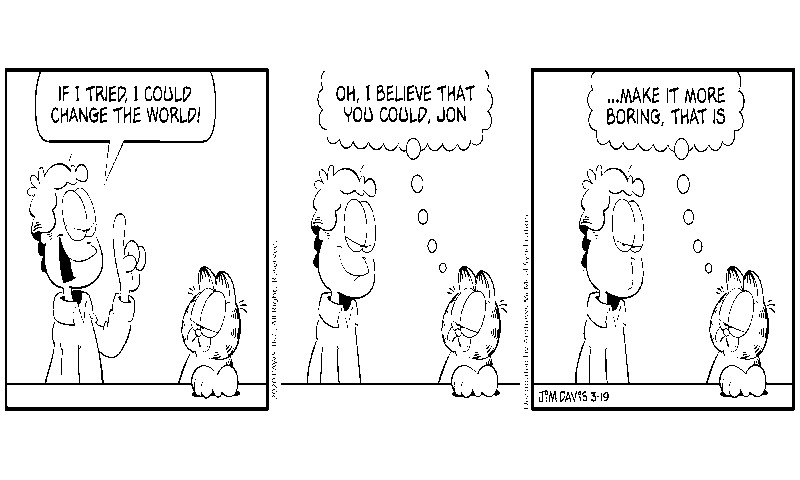 IF I TRIED, I COULD
CHANGE THE WORLD!
OH, I BELIEVE THAT
YOU COULD, JON
...MAKE IT MORE
BORING, THAT IS
JIM DAVIS 3-19